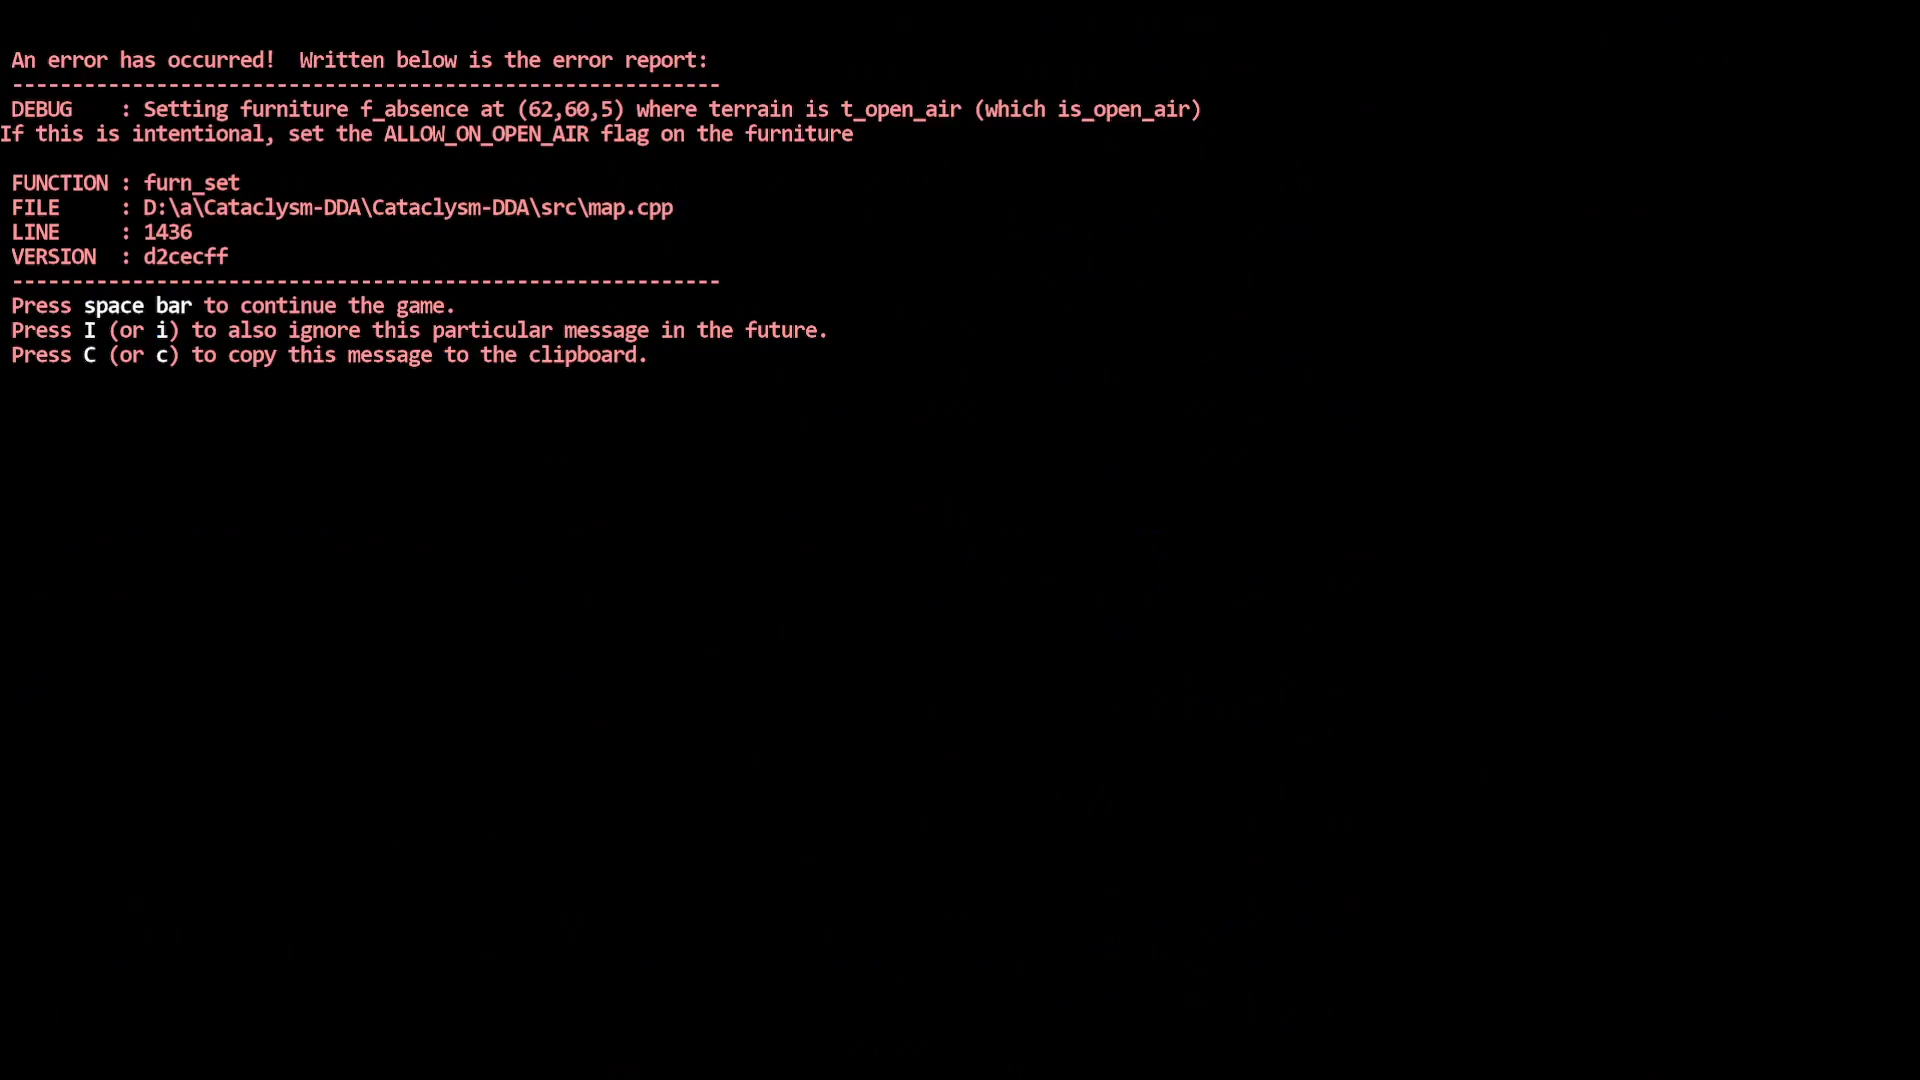 An error has occurred!  Written below is the error report:
-----------------------------------------------------------
DEBUG    : Setting furniture f_absence at (62,60,5) where terrain is t_open_air (which is_open_air)
If this is intentional, set the ALLOW_ON_OPEN_AIR flag on the furniture
FUNCTION : furn_set
FILE     : D:\a\Cataclysm-DDA\Cataclysm-DDA\src\map.cpp
LINE     : 1436
VERSION  : d2cecff
-----------------------------------------------------------
Press space bar to continue the game.
Press I (or i) to also ignore this particular message in the future.
Press C (or c) to copy this message to the clipboard.